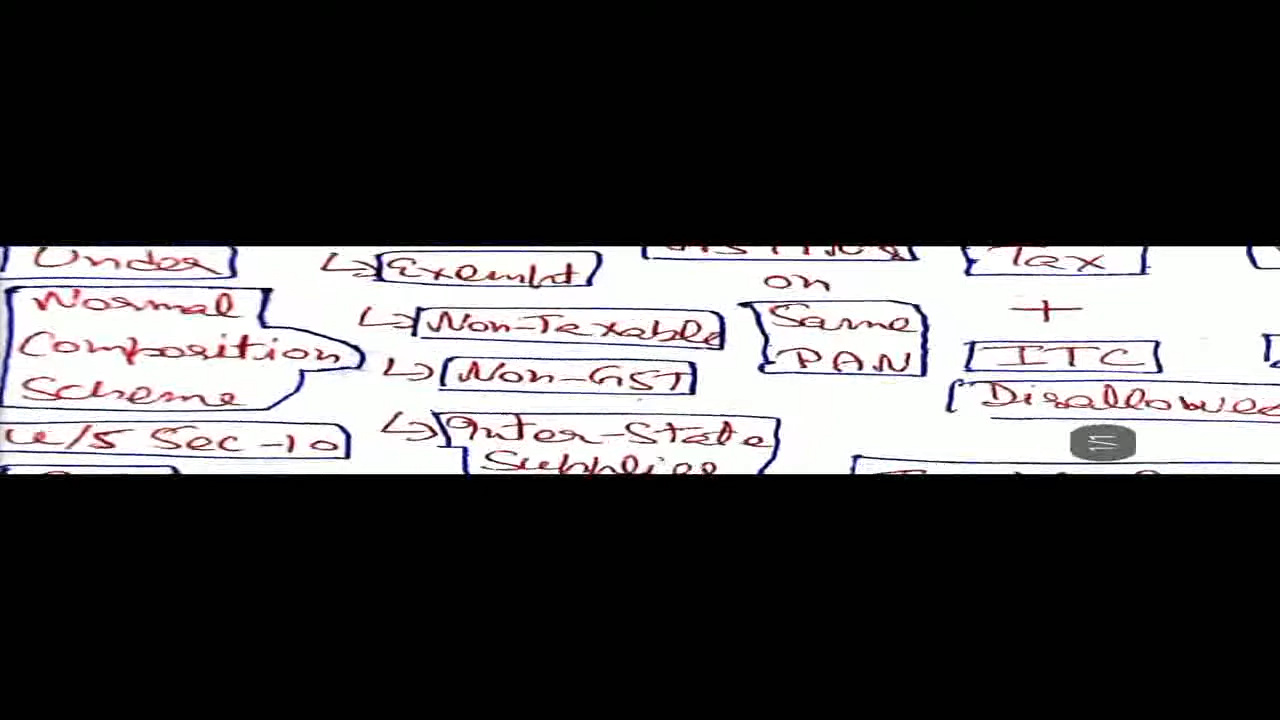 Under
Normal
Composition
Scheme
u/s Sec-10
↳ Exempt
↳ Non-Taxable
↳ Non-GST
↳ Inter-State
Supplies
on
Same
PAN
Tax
+
ITC
Disallowed